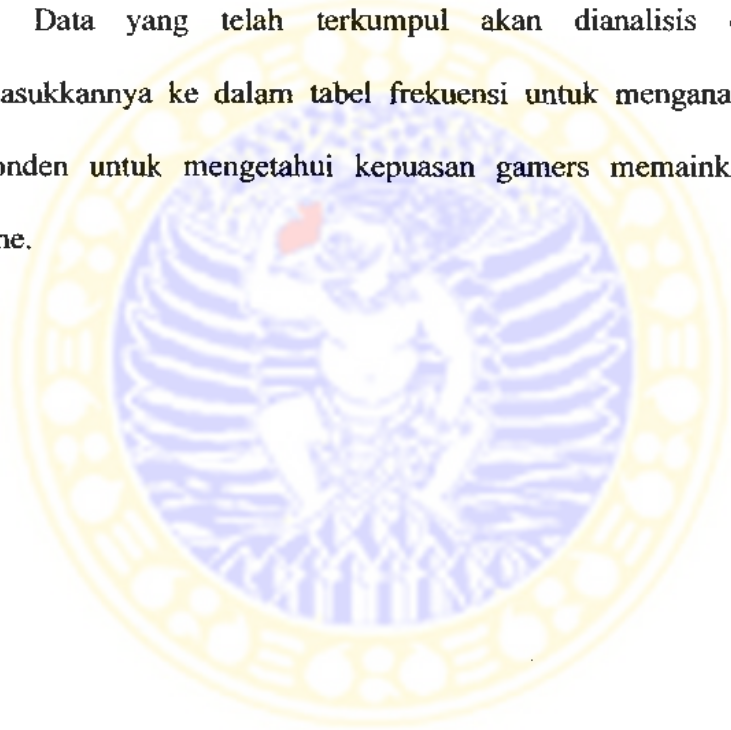 Data yang telah terkumpul akan dianalisis
asukkannya ke dalam tabel frekuensi untuk mengana
onden untuk mengetahui kepuasan gamers memaink
ne.